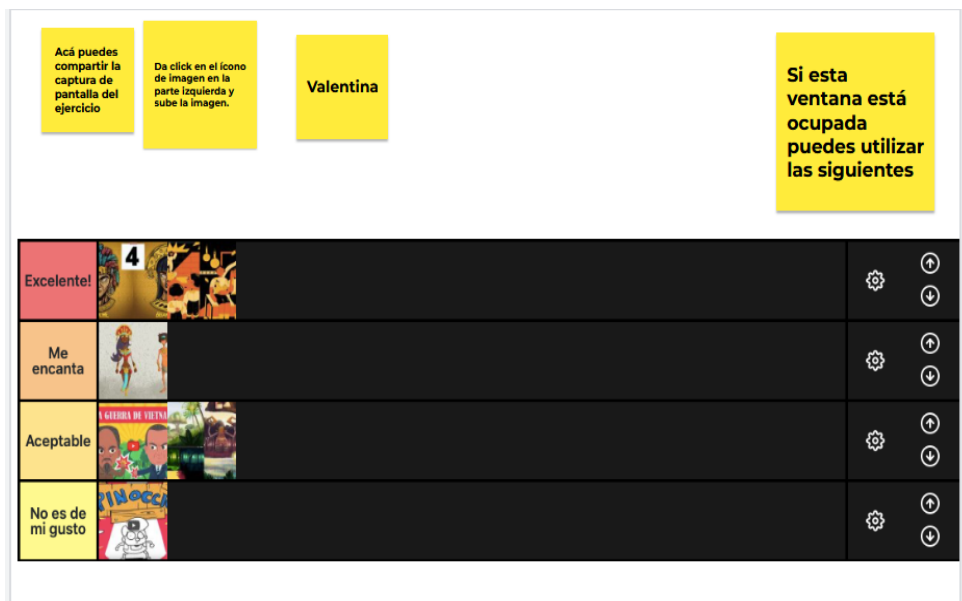 Acá puedes
compartir la
captura de
pantalla del
ejercicio
Da click en el ícono
de imagen en la
parte izquierda y
sube la imagen.
Valentina
Si esta
ventana está
ocupada
puedes utilizar
las siguientes
Excelente!
4
Me
encanta
Aceptable
A GUERRA DE VIETNA
No es de
mi gusto
PINOCC